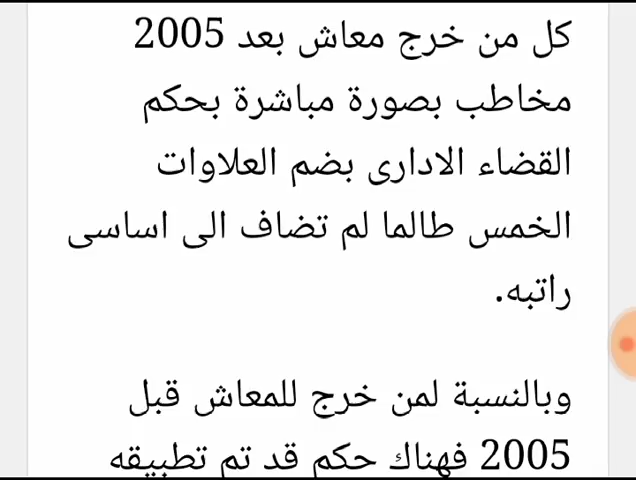 كل من خرج معاش بعد 2005
مخاطب بصورة مباشرة بحكم
القضاء الادارى بضم العلاوات
الخمس طالما لم تضاف الى اساسى
راتبه.
وبالنسبة لمن خرج للمعاش قبل
2005 فهناك حكم قد تم تطبيقه